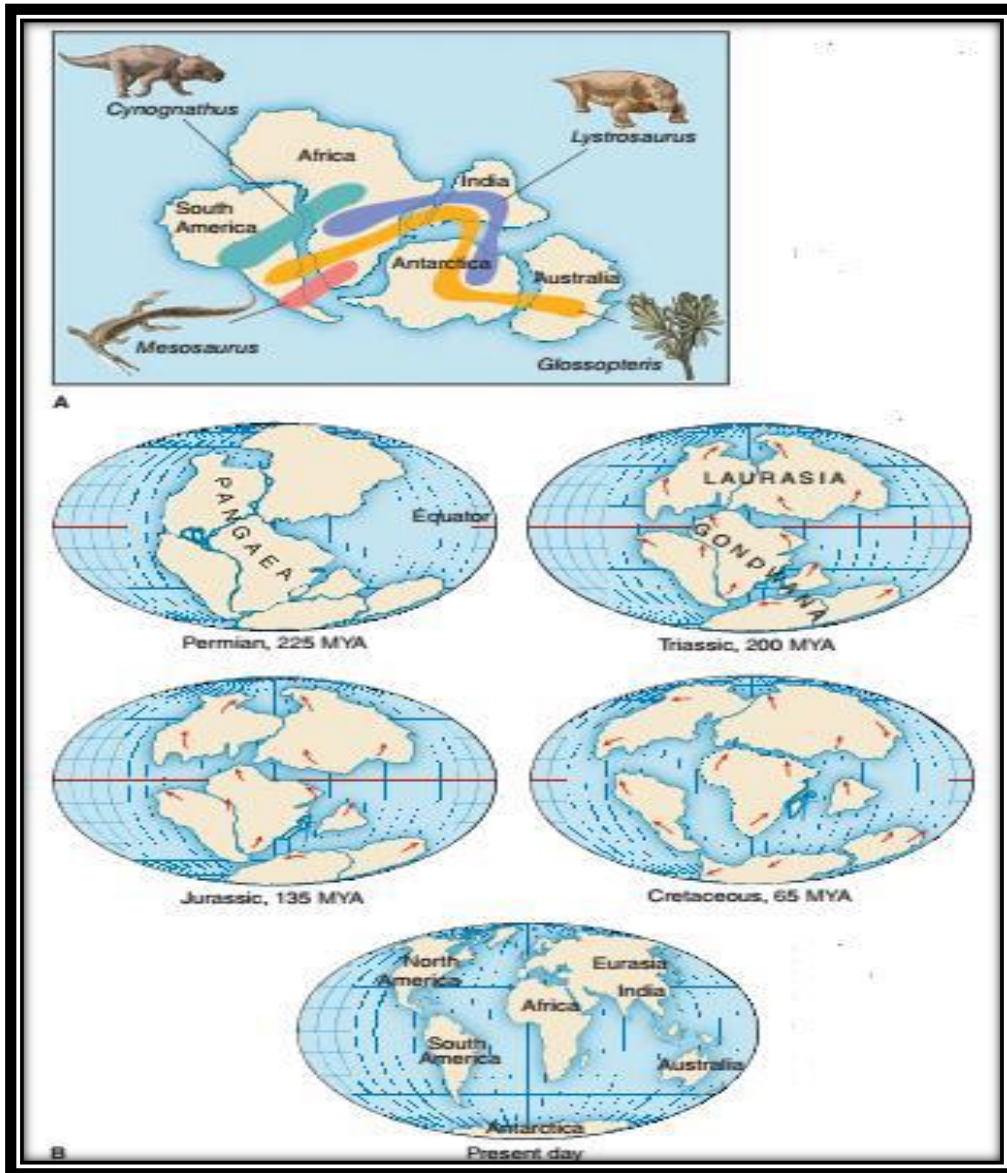 Cynognathus
Lystrosaurus
Africa
India
South
America
Antarctica
Australia
Mesosaurus
Glossopteris
A
PANGAEA
Equator
LAURASIA
GONDWANA
Permian, 225 MYA
Triassic, 200 MYA
Jurassic, 135 MYA
Cretaceous, 65 MYA
North
America
Eurasia
India
Africa
South
America
Australia
Antarctica
B
Present day